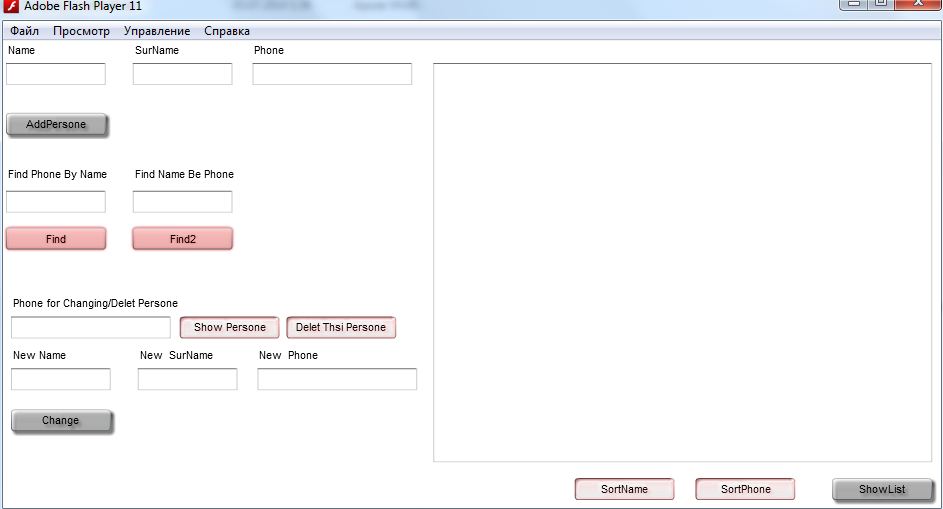 Adobe Flash Player 11
Файл Просмотр Управление Справка
Name SurName Phone
AddPersone
Find Phone By Name Find Name Be Phone
Find Find2
Phone for Changing/Delet Persone
Show Persone Delet Thsi Persone
New Name New SurName New Phone
Change
SortName SortPhone ShowList